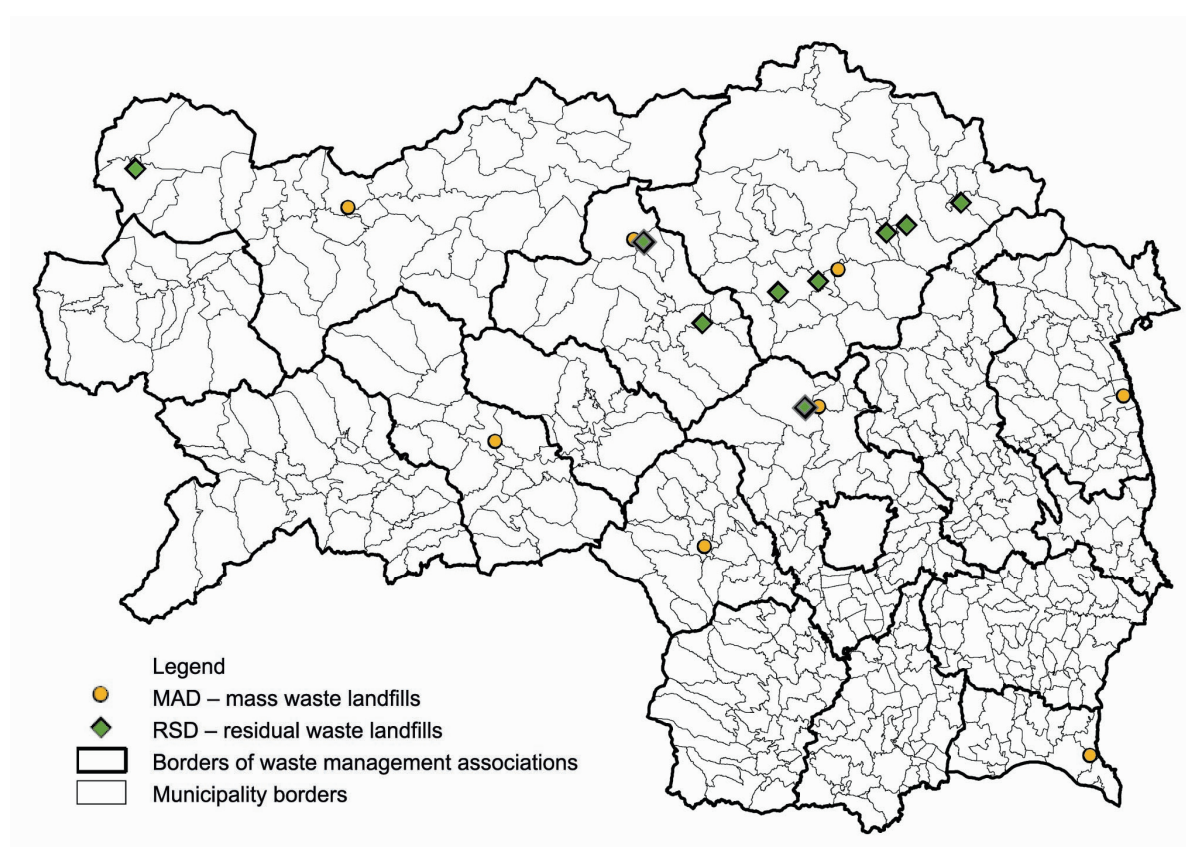 Legend
MAD – mass waste landfills
RSD – residual waste landfills
Borders of waste management associations
Municipality borders